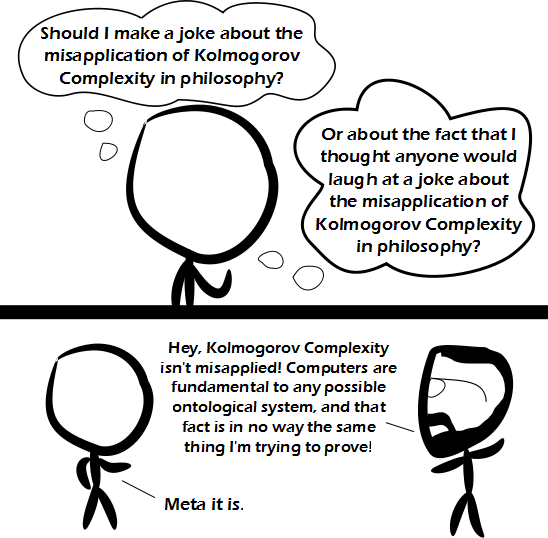 Should I make a joke about the
misapplication of Kolmogorov
Complexity in philosophy?
Or about the fact that I
thought anyone would
laugh at a joke about
the misapplication of
Kolmogorov Complexity
in philosophy?
Hey, Kolmogorov Complexity
isn't misapplied! Computers are
fundamental to any possible
ontological system, and that
fact is in no way the same
thing I'm trying to prove!
Meta it is.